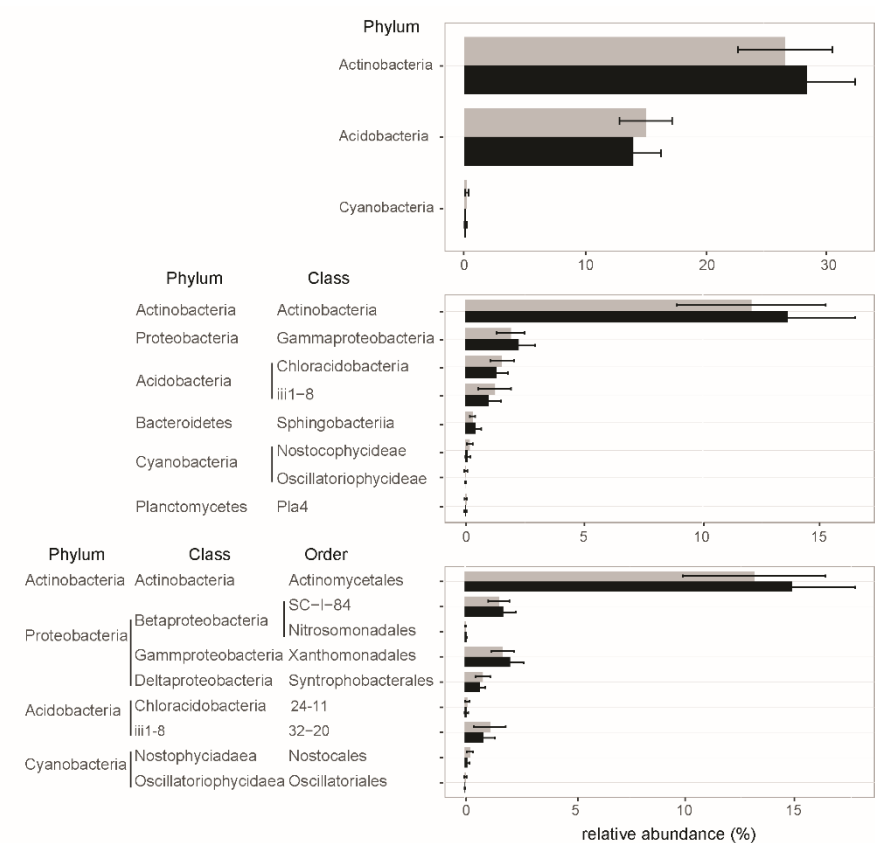 Phylum
Actinobacteria
Acidobacteria
Cyanobacteria
0 10 20 30
Phylum Class
Actinobacteria Actinobacteria
Proteobacteria Gammaproteobacteria
Acidobacteria Chloracidobacteria
iii1–8
Bacteroidetes Sphingobacteriia
Cyanobacteria Nostocophycideae
Oscillatoriophycideae
Planctomycetes Pla4
0 5 10 15
Phylum Class Order
Actinobacteria Actinobacteria Actinomycetales
Proteobacteria Betaproteobacteria SC–I–84
Nitrosomonadales
Gammproteobacteria Xanthomonadales
Deltaproteobacteria Syntrophobacterales
Acidobacteria Chloracidobacteria 24-11
iii1-8 32–20
Cyanobacteria Nostophyciadaea Nostocales
Oscillatoriophycidaea Oscillatoriales
0 5 10 15
relative abundance (%)